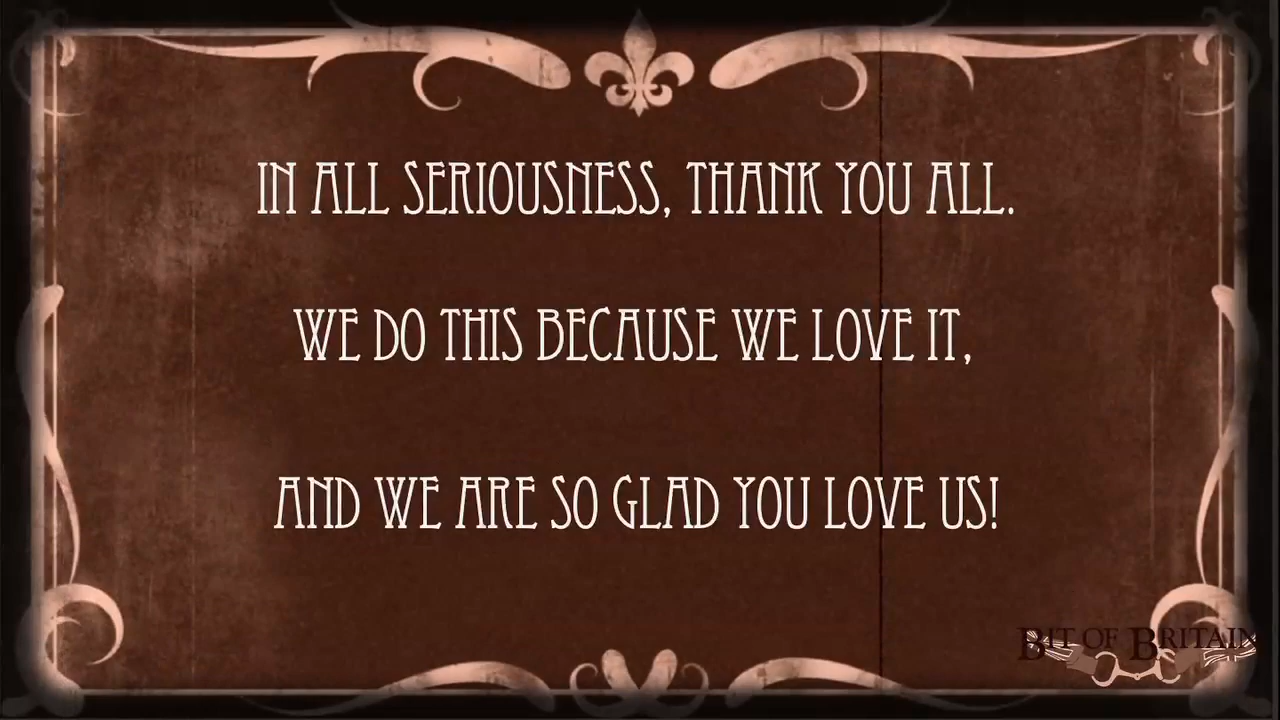 IN ALL SERIOUSNESS, THANK YOU ALL.
WE DO THIS BECAUSE WE LOVE IT,
AND WE ARE SO GLAD YOU LOVE US!
BIT OF BRITAIN